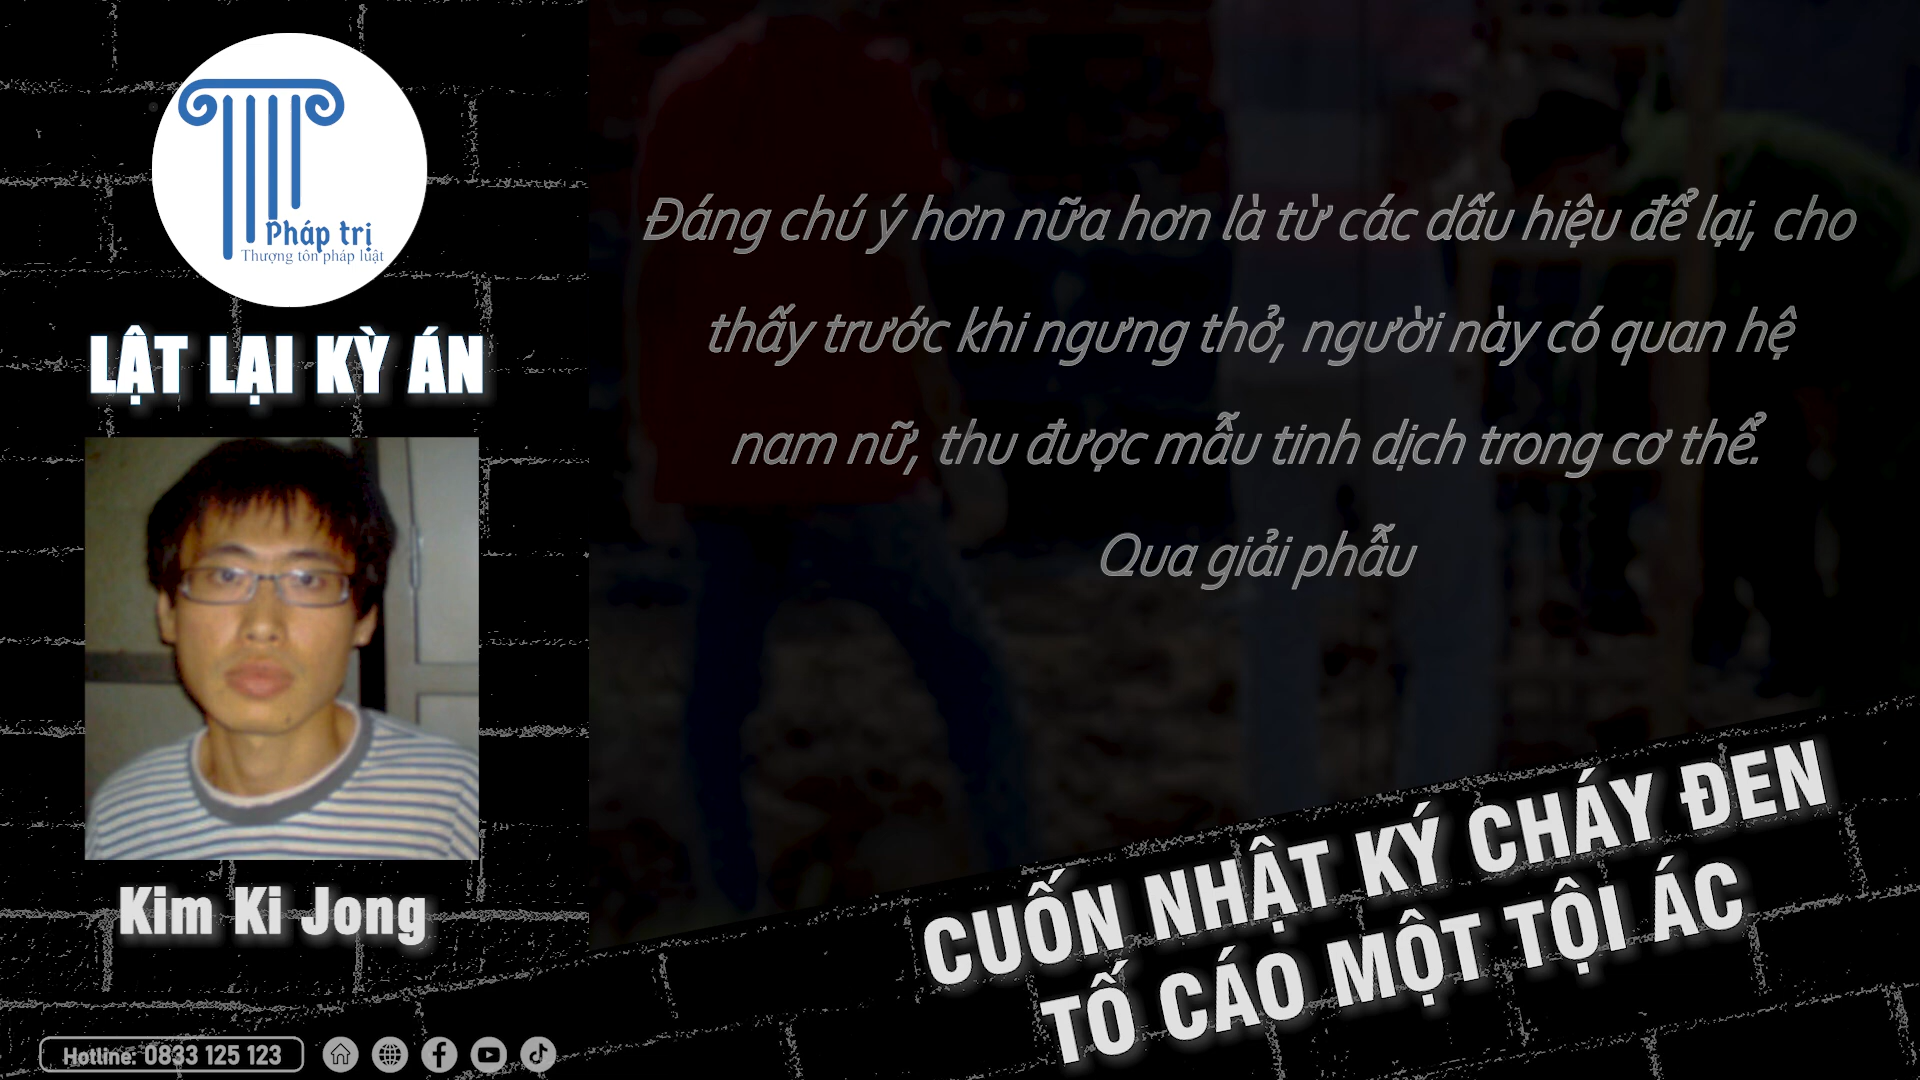 Pháp trị
Thượng tôn pháp luật
LẬT LẠI KỲ ÁN
Kim Ki Jong
Hotline: 0833 125 123
Đáng chú ý hơn nữa hơn là từ các dấu hiệu để lại, cho
thấy trước khi ngưng thở, người này có quan hệ
nam nữ, thu được mẫu tinh dịch trong cơ thể.
Qua giải phẫu
CUỐN NHẬT KÝ CHÁY ĐEN
TỐ CÁO MỘT TỘI ÁC